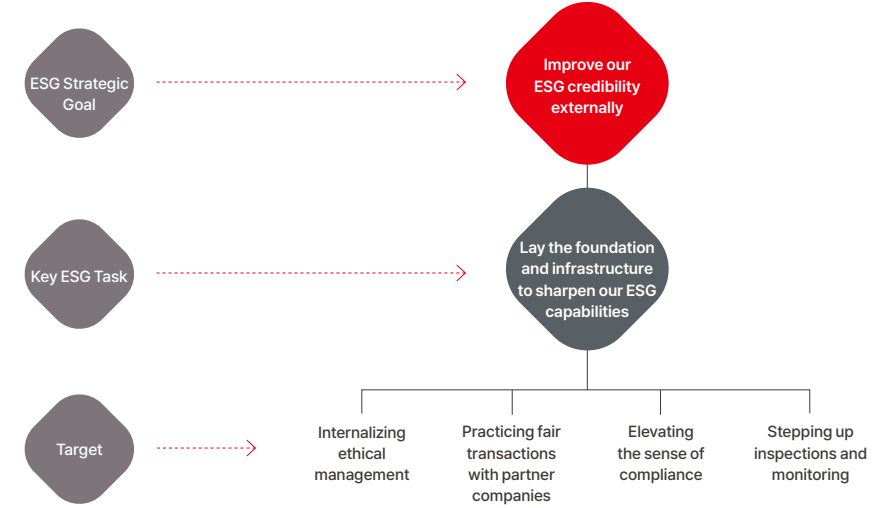 ESG Strategic
Goal
Improve our
ESG credibility
externally
Key ESG Task
Lay the foundation
and infrastructure
to sharpen our ESG
capabilities
Target
Internalizing
ethical
management
Practicing fair
transactions
with partner
companies
Elevating
the sense of
compliance
Stepping up
inspections and
monitoring